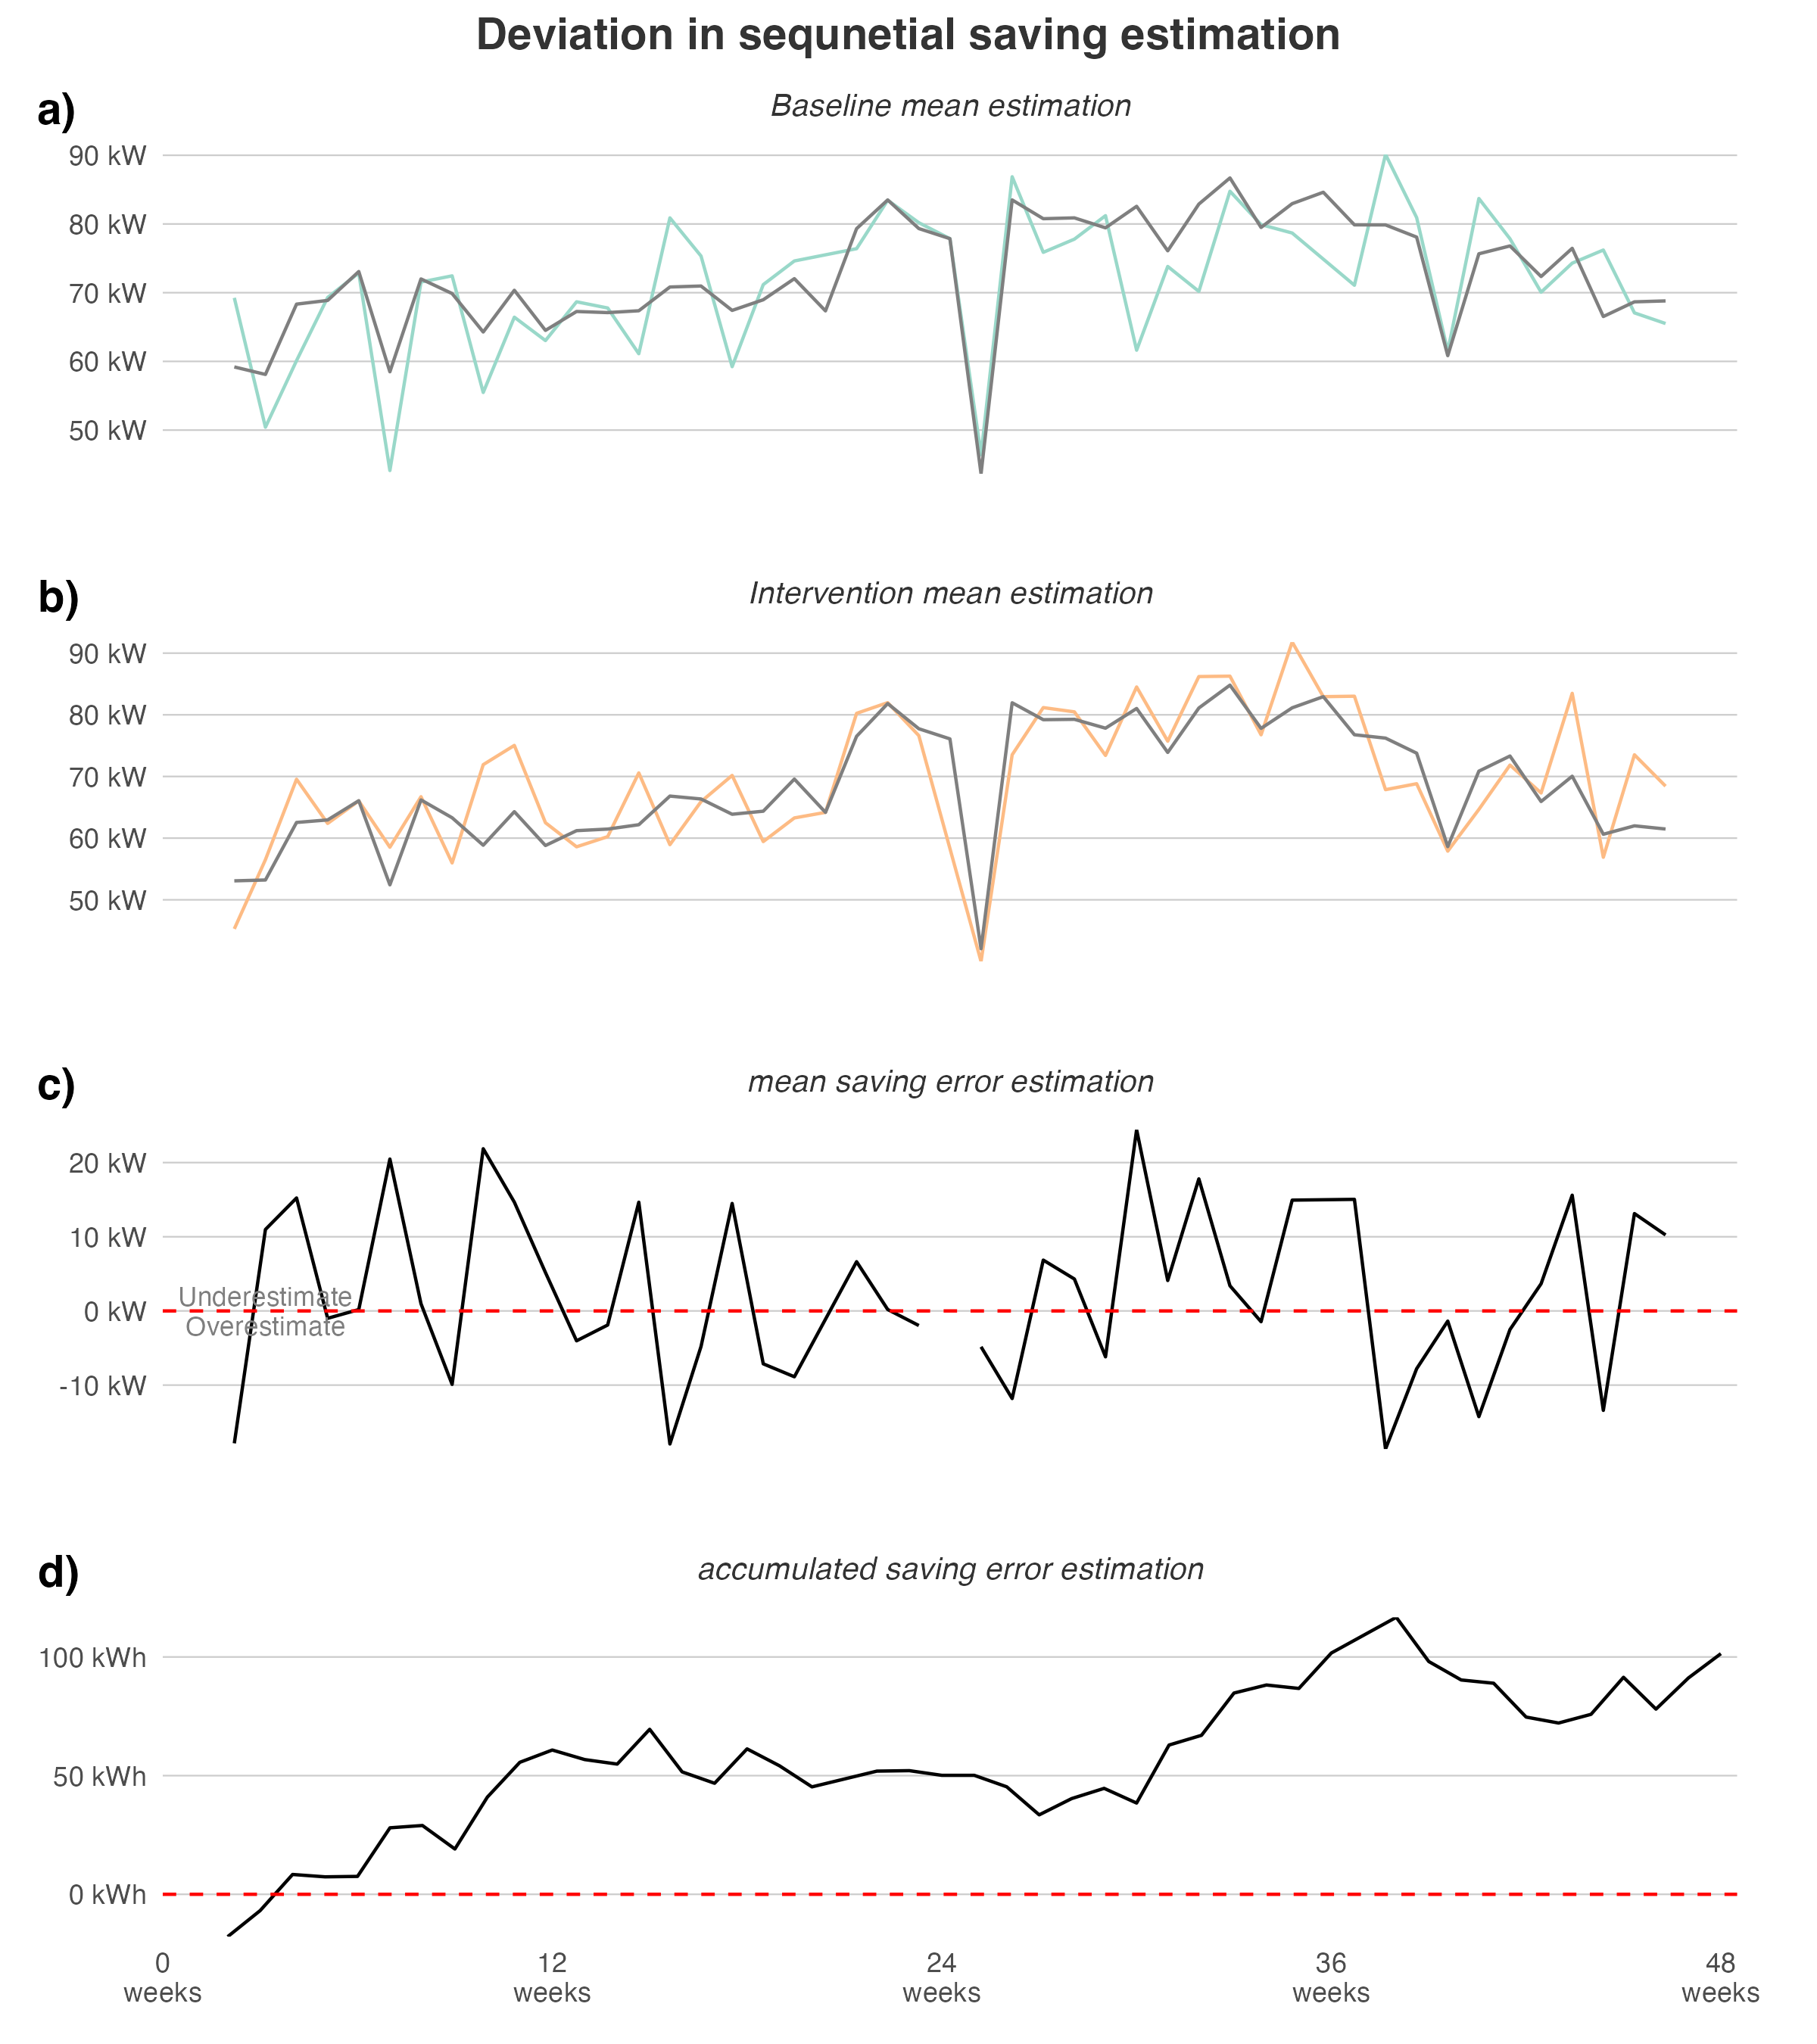 Deviation in sequnetial saving estimation
a)
Baseline mean estimation
90 kW
80 kW
70 kW
60 kW
50 kW
b)
Intervention mean estimation
90 kW
80 kW
70 kW
60 kW
50 kW
c)
mean saving error estimation
20 kW
10 kW
Underestimate
0 kW
Overestimate
-10 kW
d)
accumulated saving error estimation
100 kWh
50 kWh
0 kWh
0 12 24 36 48
weeks weeks weeks weeks weeks